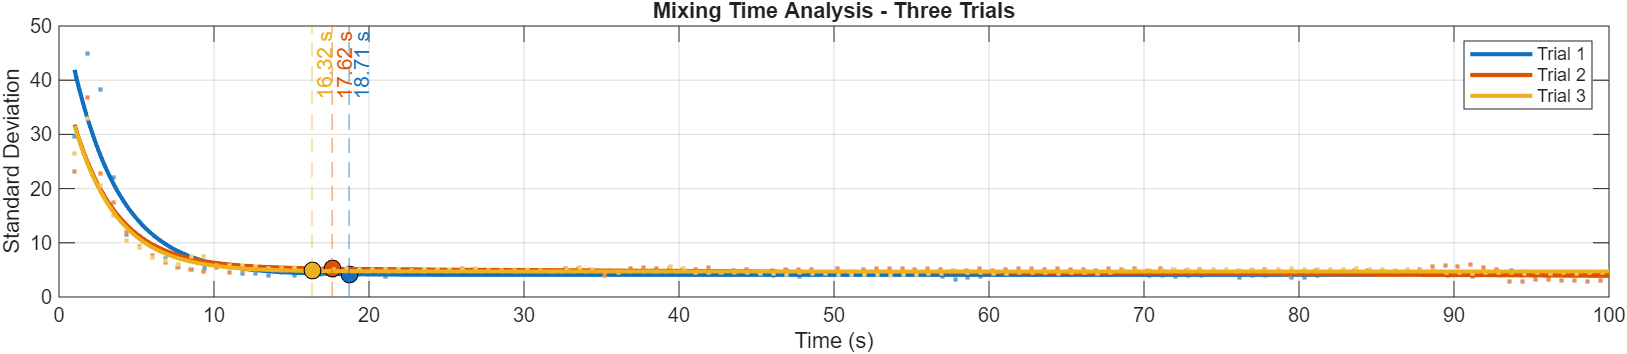 Mixing Time Analysis - Three Trials
50
40
30
20
10
0
Standard Deviation
16.32 s
17.62 s
18.71 s
Trial 1
Trial 2
Trial 3
0 10 20 30 40 50 60 70 80 90 100
Time (s)